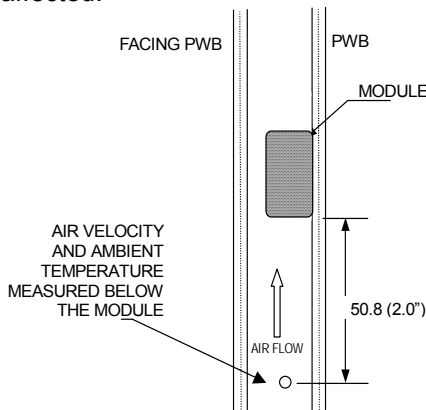 FACING PWB
PWB
MODULE
AIR VELOCITY
AND AMBIENT
TEMPERATURE
MEASURED BELOW
THE MODULE
50.8 (2.0")
AIR FLOW